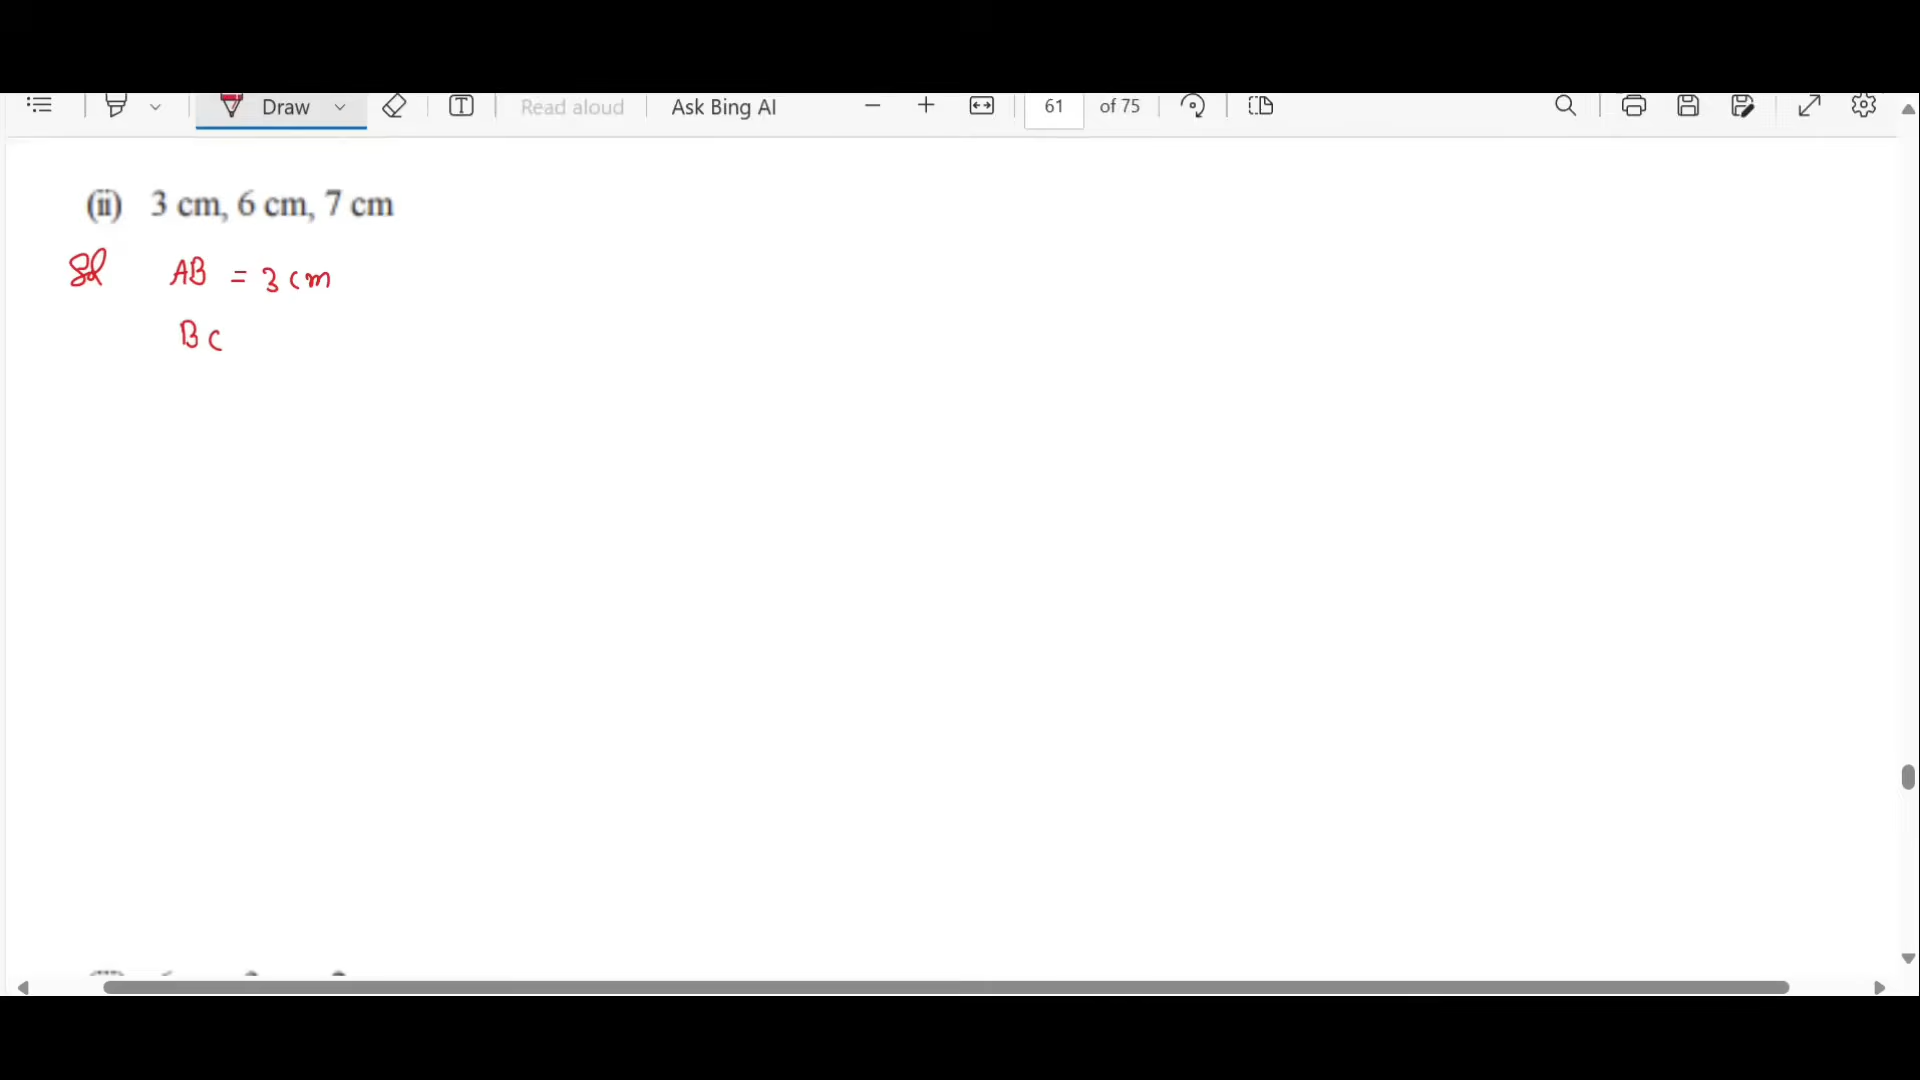 Draw Read aloud Ask Bing AI 61 of 75
(ii) 3 cm, 6 cm, 7 cm
Sol AB = 3 cm
BC